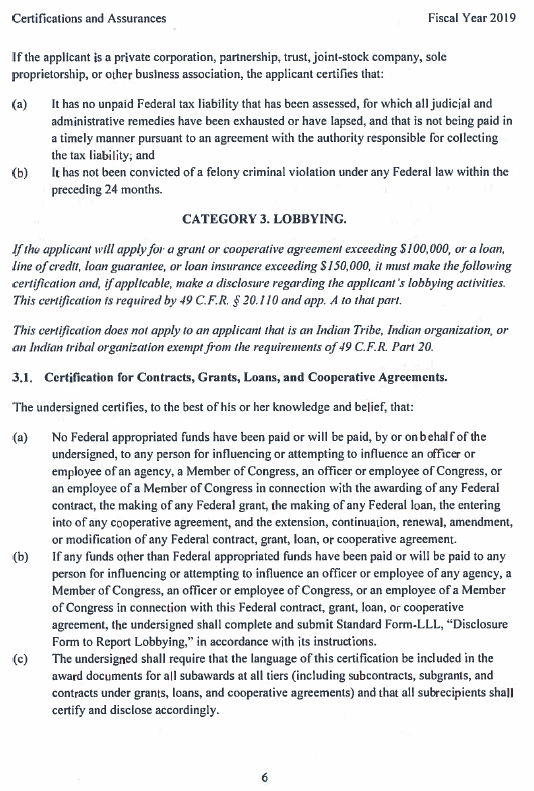 Certifications and Assurances Fiscal Year 2019
If the applicant is a private corporation, partnership, trust, joint-stock company, sole
proprietorship, or other business association, the applicant certifies that:
(a) It has no unpaid Federal tax liability that has been assessed, for which all judicial and
administrative remedies have been exhausted or have lapsed, and that is not being paid in
a timely manner pursuant to an agreement with the authority responsible for collecting
the tax liability; and
(b) It has not been convicted of a felony criminal violation under any Federal law within the
preceding 24 months.
CATEGORY 3. LOBBYING.
If the applicant will apply for a grant or cooperative agreement exceeding $100,000, or a loan,
line of credit, loan guarantee, or loan insurance exceeding $150,000, it must make the following
certification and, if applicable, make a disclosure regarding the applicant's lobbying activities.
This certification is required by 49 C.F.R. § 20.110 and app. A to that part.
This certification does not apply to an applicant that is an Indian Tribe, Indian organization, or
an Indian tribal organization exempt from the requirements of 49 C.F.R. Part 20.
3.1. Certification for Contracts, Grants, Loans, and Cooperative Agreements.
The undersigned certifies, to the best of his or her knowledge and belief, that:
(a) No Federal appropriated funds have been paid or will be paid, by or on behalf of the
undersigned, to any person for influencing or attempting to influence an officer or
employee of an agency, a Member of Congress, an officer or employee of Congress, or
an employee of a Member of Congress in connection with the awarding of any Federal
contract, the making of any Federal grant, the making of any Federal loan, the entering
into of any cooperative agreement, and the extension, continuation, renewal, amendment,
or modification of any Federal contract, grant, loan, or cooperative agreement.
(b) If any funds other than Federal appropriated funds have been paid or will be paid to any
person for influencing or attempting to influence an officer or employee of any agency, a
Member of Congress, an officer or employee of Congress, or an employee of a Member
of Congress in connection with this Federal contract, grant, loan, or cooperative
agreement, the undersigned shall complete and submit Standard Form-LLL, “Disclosure
Form to Report Lobbying,” in accordance with its instructions.
(c) The undersigned shall require that the language of this certification be included in the
award documents for all subawards at all tiers (including subcontracts, subgrants, and
contracts under grants, loans, and cooperative agreements) and that all subrecipients shall
certify and disclose accordingly.
6